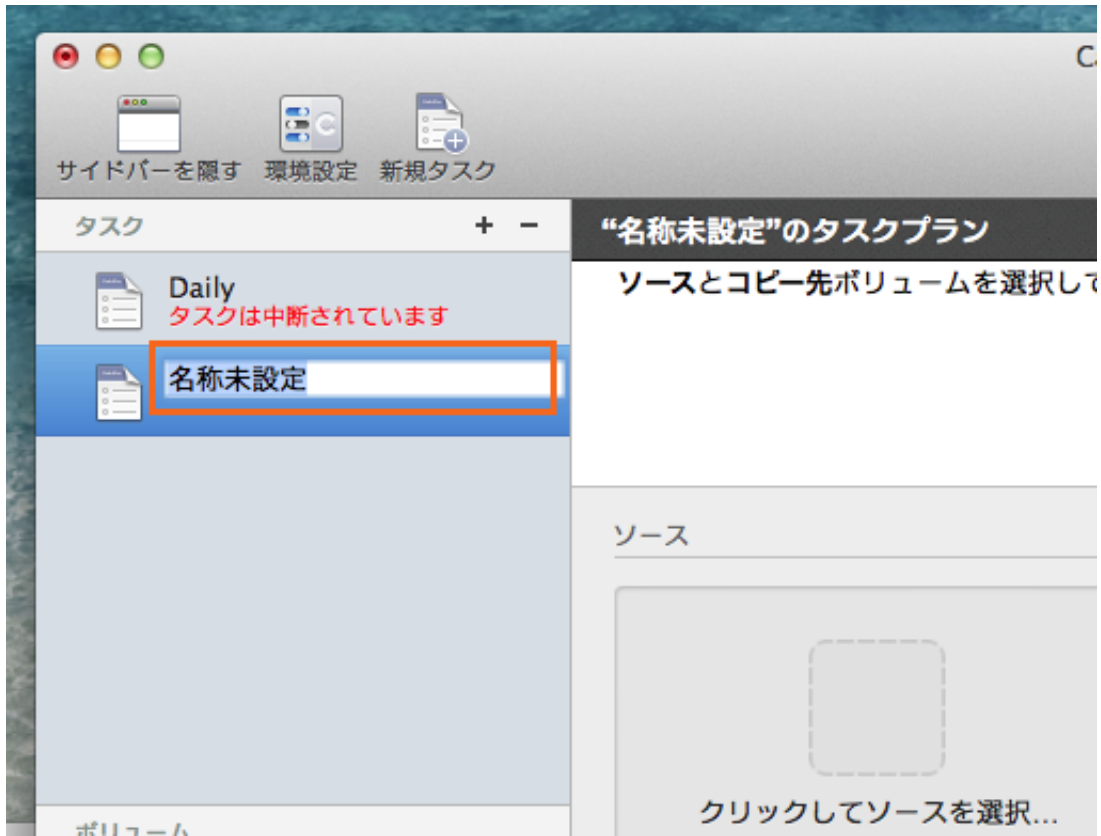 サイドバーを隠す 環境設定 新規タスク
タスク + −
Daily
タスクは中断されています
名称未設定
ボリューム
“名称未設定”のタスクプラン
ソースとコピー先ボリュームを選択して
ソース
クリックしてソースを選択...